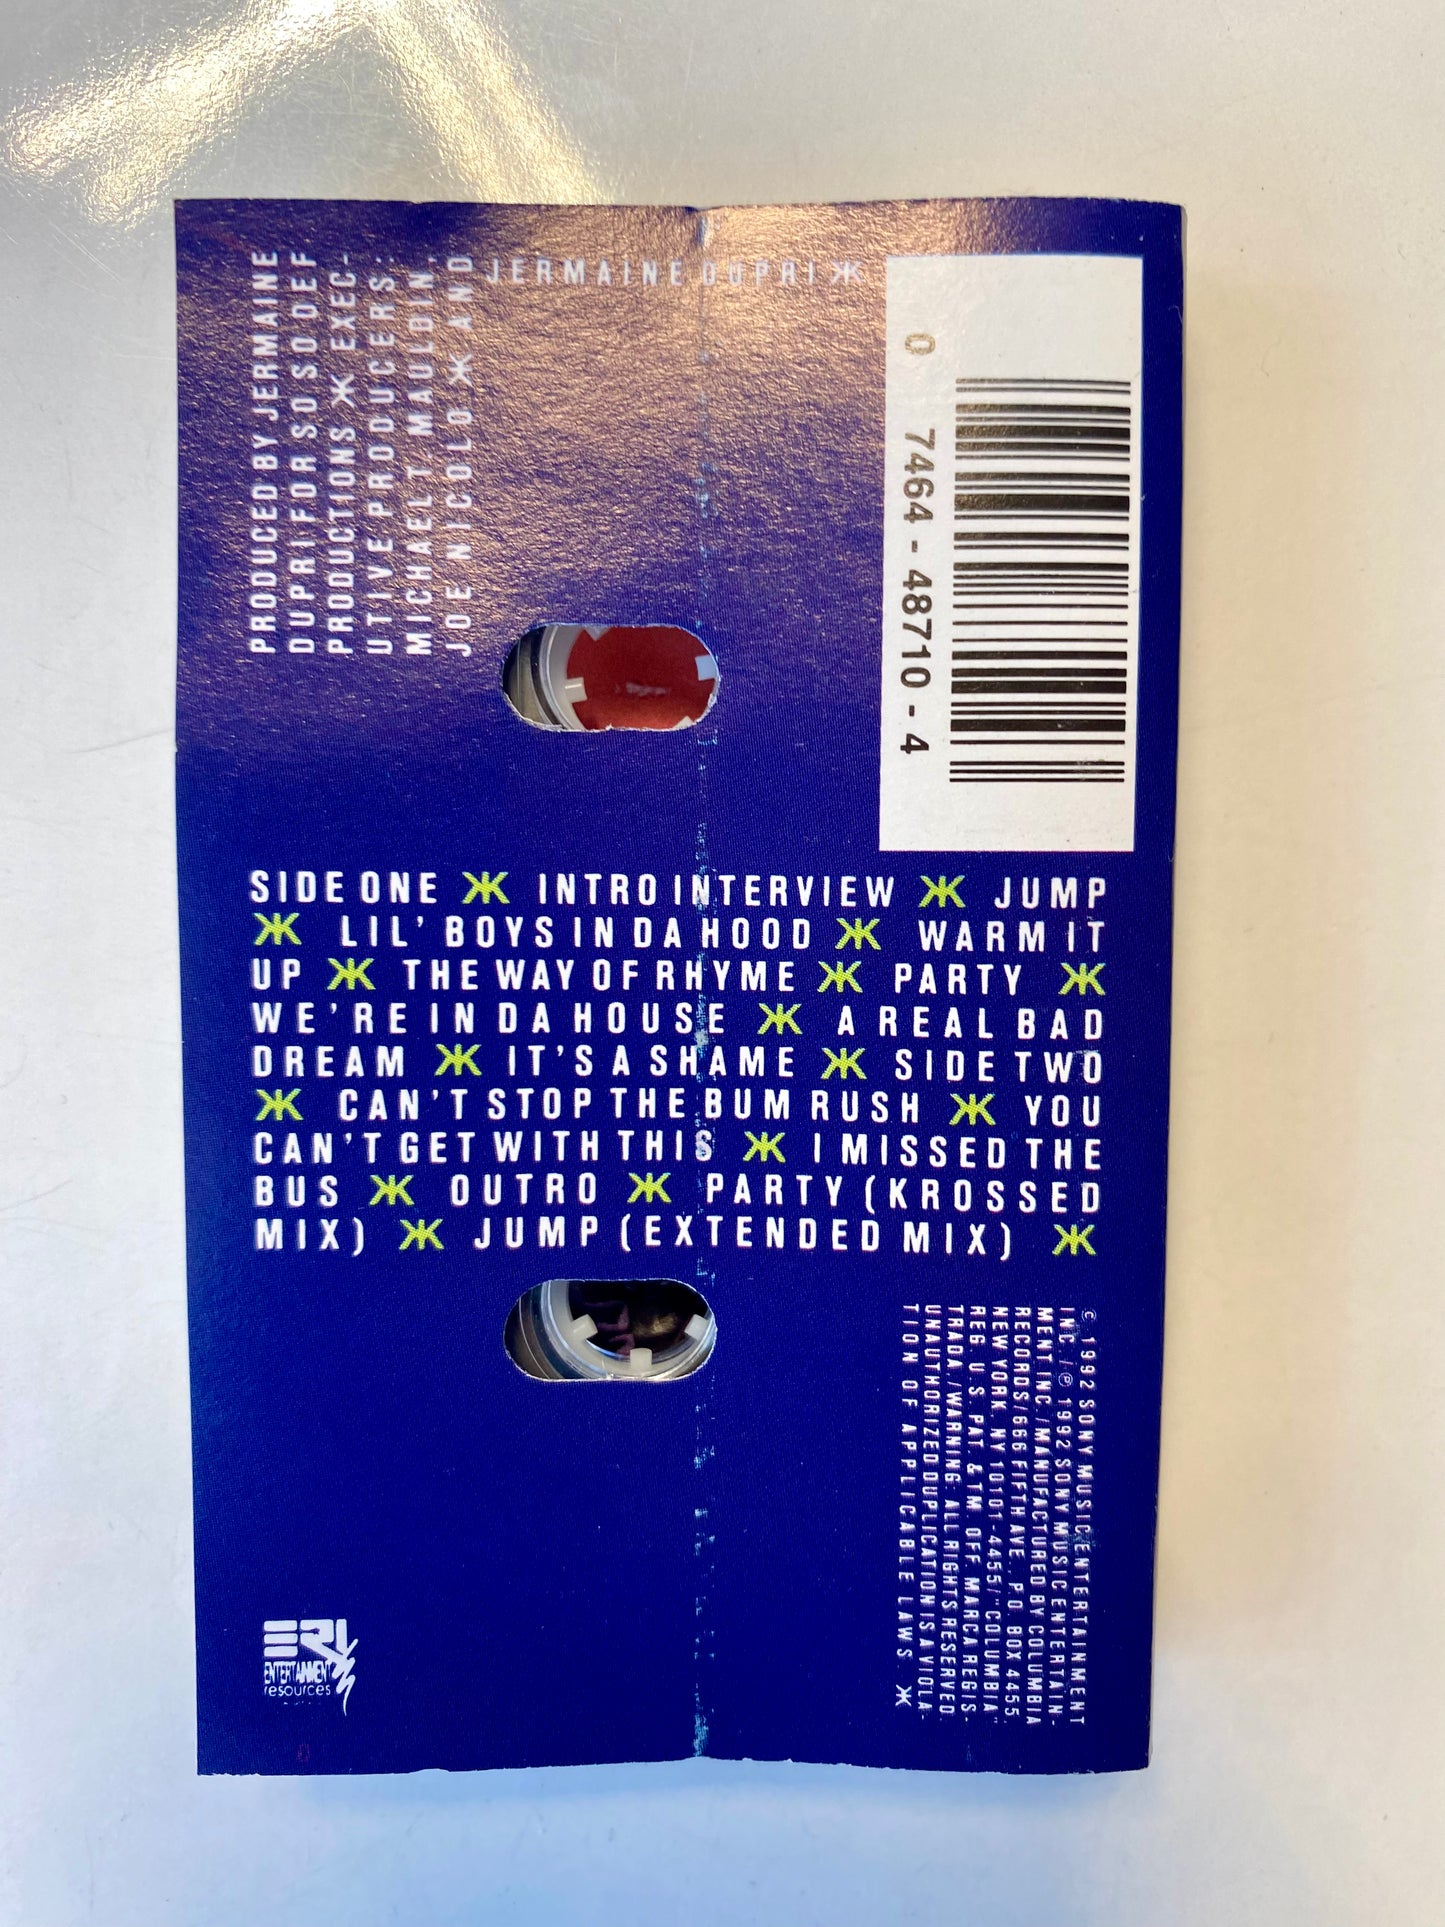 PRODUCED BY JERMAINE
DUPRI FOR SO SO DEF
PRODUCTIONS Ж EXEC-
UTIVE PRODUCERS:
MICHAEL T. MAULDIN,
JOE NICOLO Ж AND
JERMAINE DUPRI Ж
0 7464-48710-4
SIDE ONE Ж INTRO INTERVIEW Ж JUMP
Ж LIL' BOYS IN DA HOOD Ж WARM IT
UP Ж THE WAY OF RHYME Ж PARTY Ж
WE'RE IN DA HOUSE Ж A REAL BAD
DREAM Ж IT'S A SHAME Ж SIDE TWO
Ж CAN'T STOP THE BUM RUSH Ж YOU
CAN'T GET WITH THIS Ж I MISSED THE
BUS Ж OUTRO Ж PARTY (KROSSED
MIX) Ж JUMP (EXTENDED MIX) Ж
© 1992 SONY MUSIC ENTERTAINMENT
INC./℗ 1992 SONY MUSIC ENTERTAIN-
MENT INC./MANUFACTURED BY COLUMBIA
RECORDS/666 FIFTH AVE., P.O. BOX 4455,
NEW YORK, NY 10101-4455/"COLUMBIA"
REG. U.S. PAT. & TM. OFF. MARCA REGIS-
TRADA./WARNING: ALL RIGHTS RESERVED.
UNAUTHORIZED DUPLICATION IS A VIOLA-
TION OF APPLICABLE LAWS. Ж
ER
ENTERTAINMENT
resources